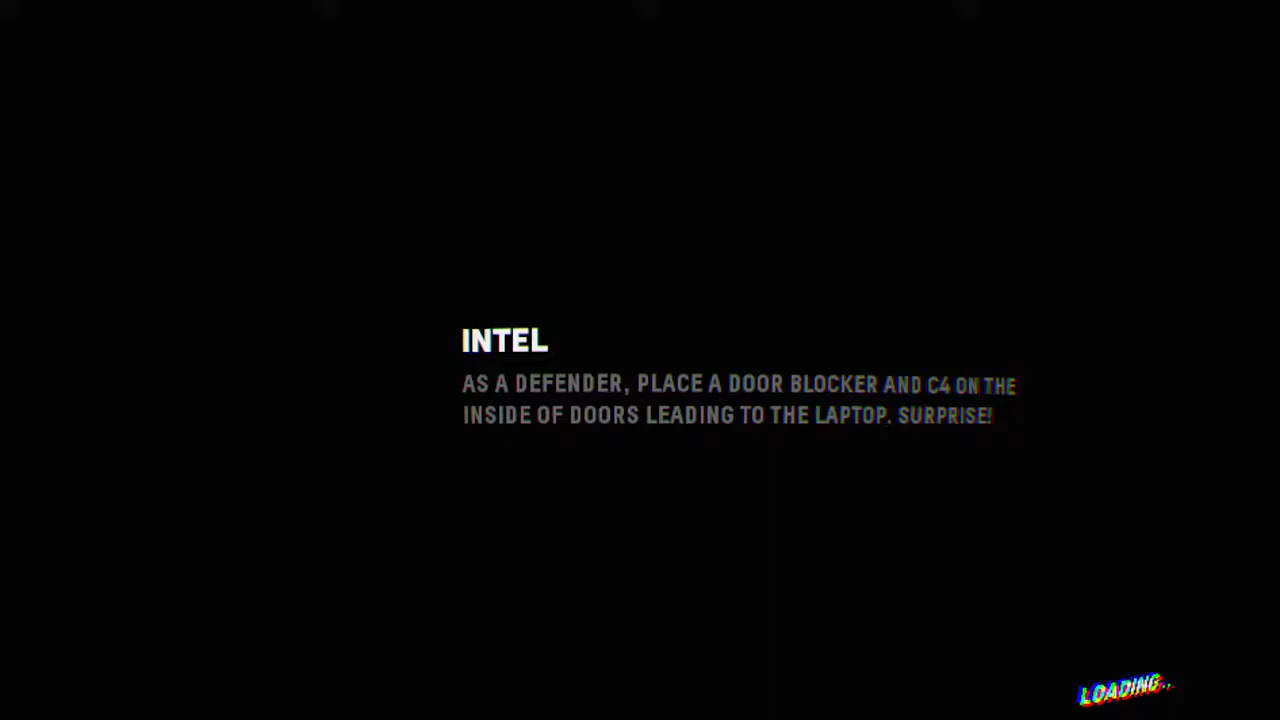 INTEL
AS A DEFENDER, PLACE A DOOR BLOCKER AND C4 ON THE
INSIDE OF DOORS LEADING TO THE LAPTOP. SURPRISE!
LOADING..